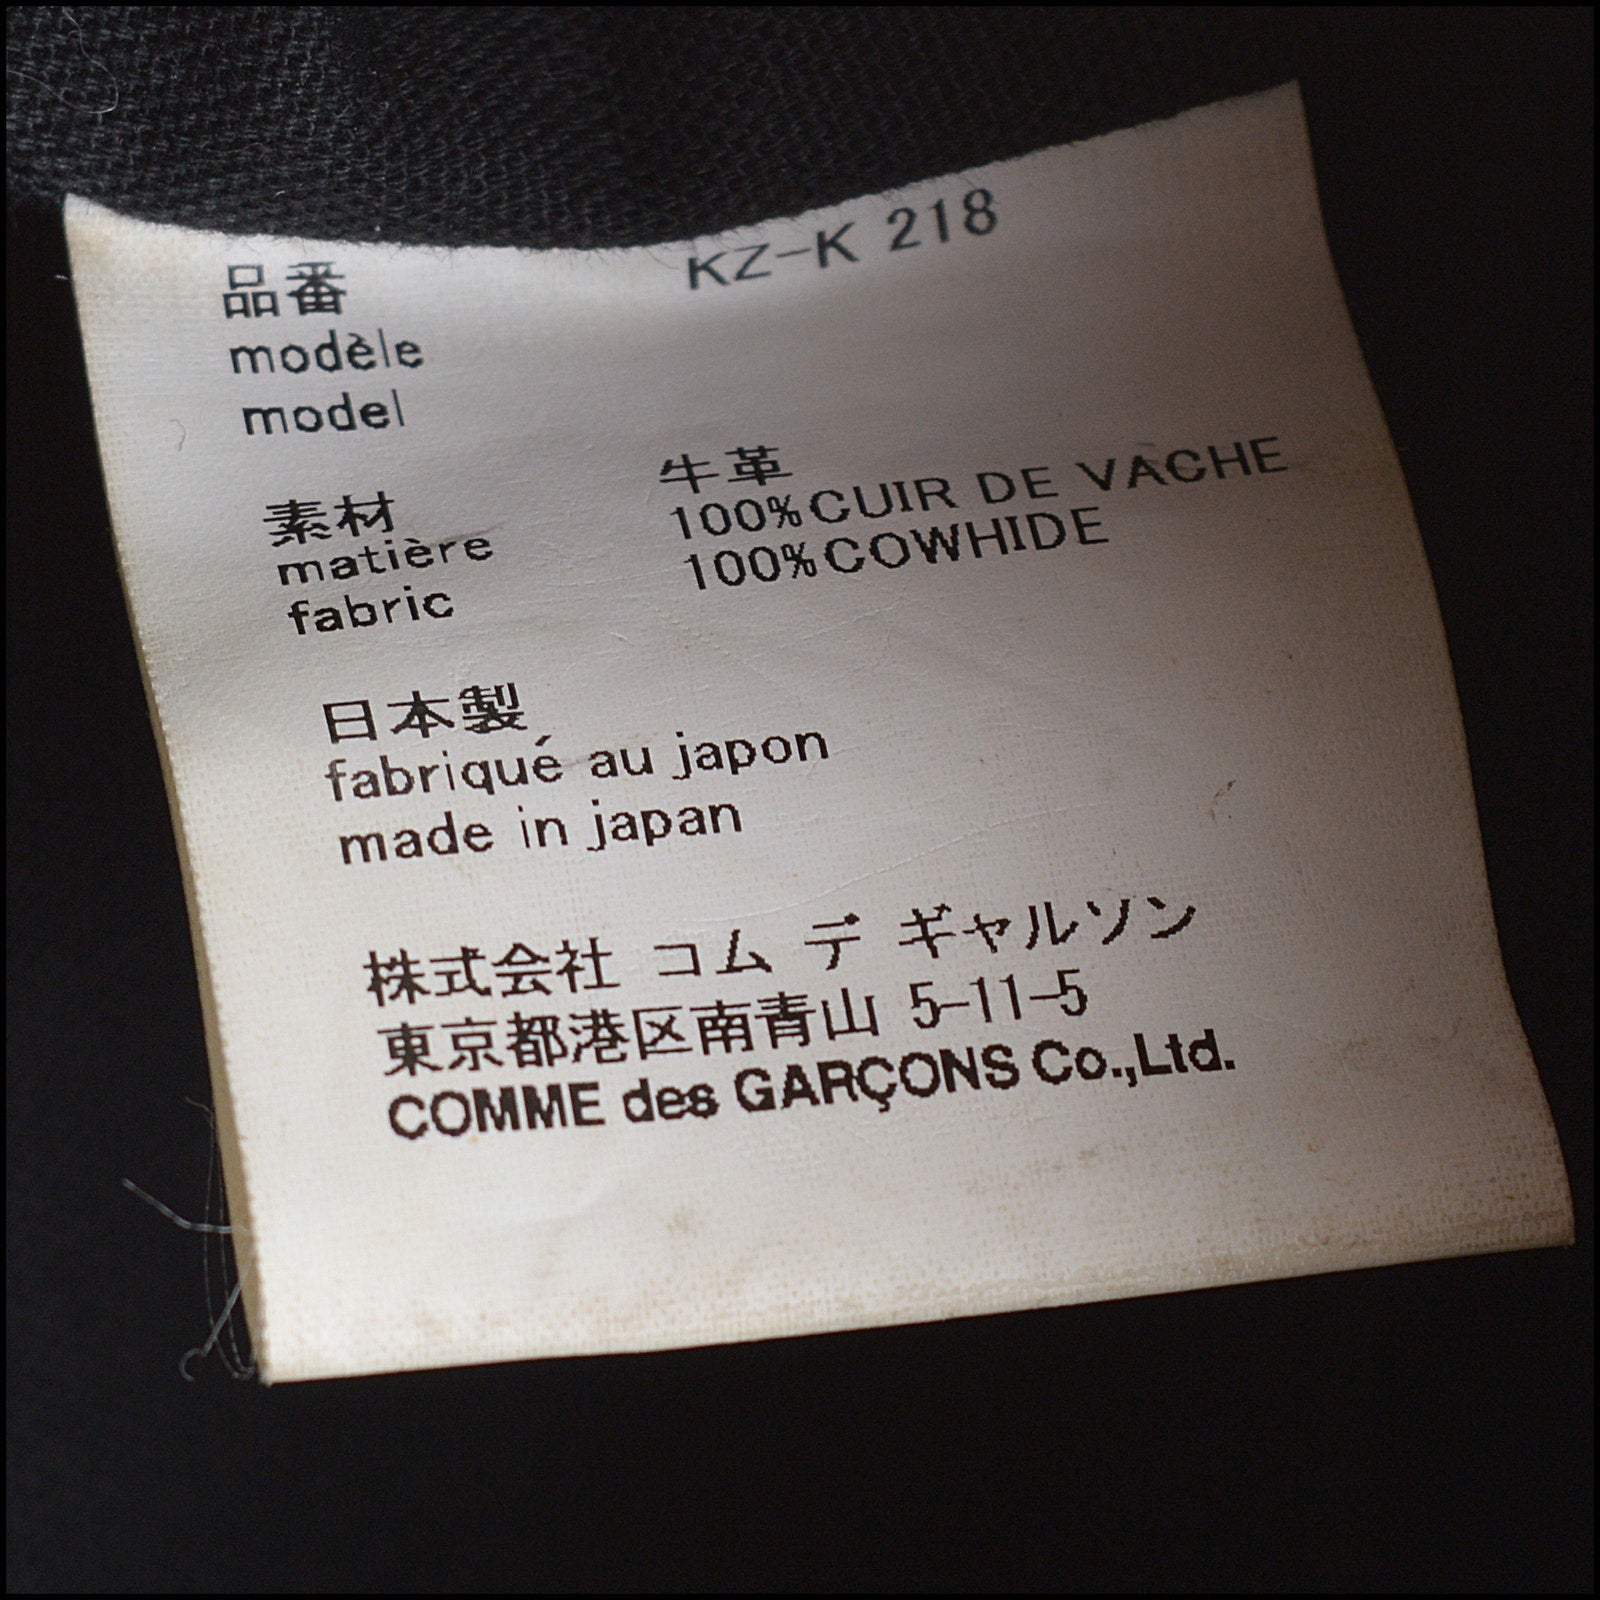 品番 KZ-K 218
modèle
model
素材 牛革
matière 100%CUIR DE VACHE
fabric 100%COWHIDE
日本製
fabriqué au japon
made in japan
株式会社 コム デ ギャルソン
東京都港区南青山 5-11-5
COMME des GARÇONS Co.,Ltd.